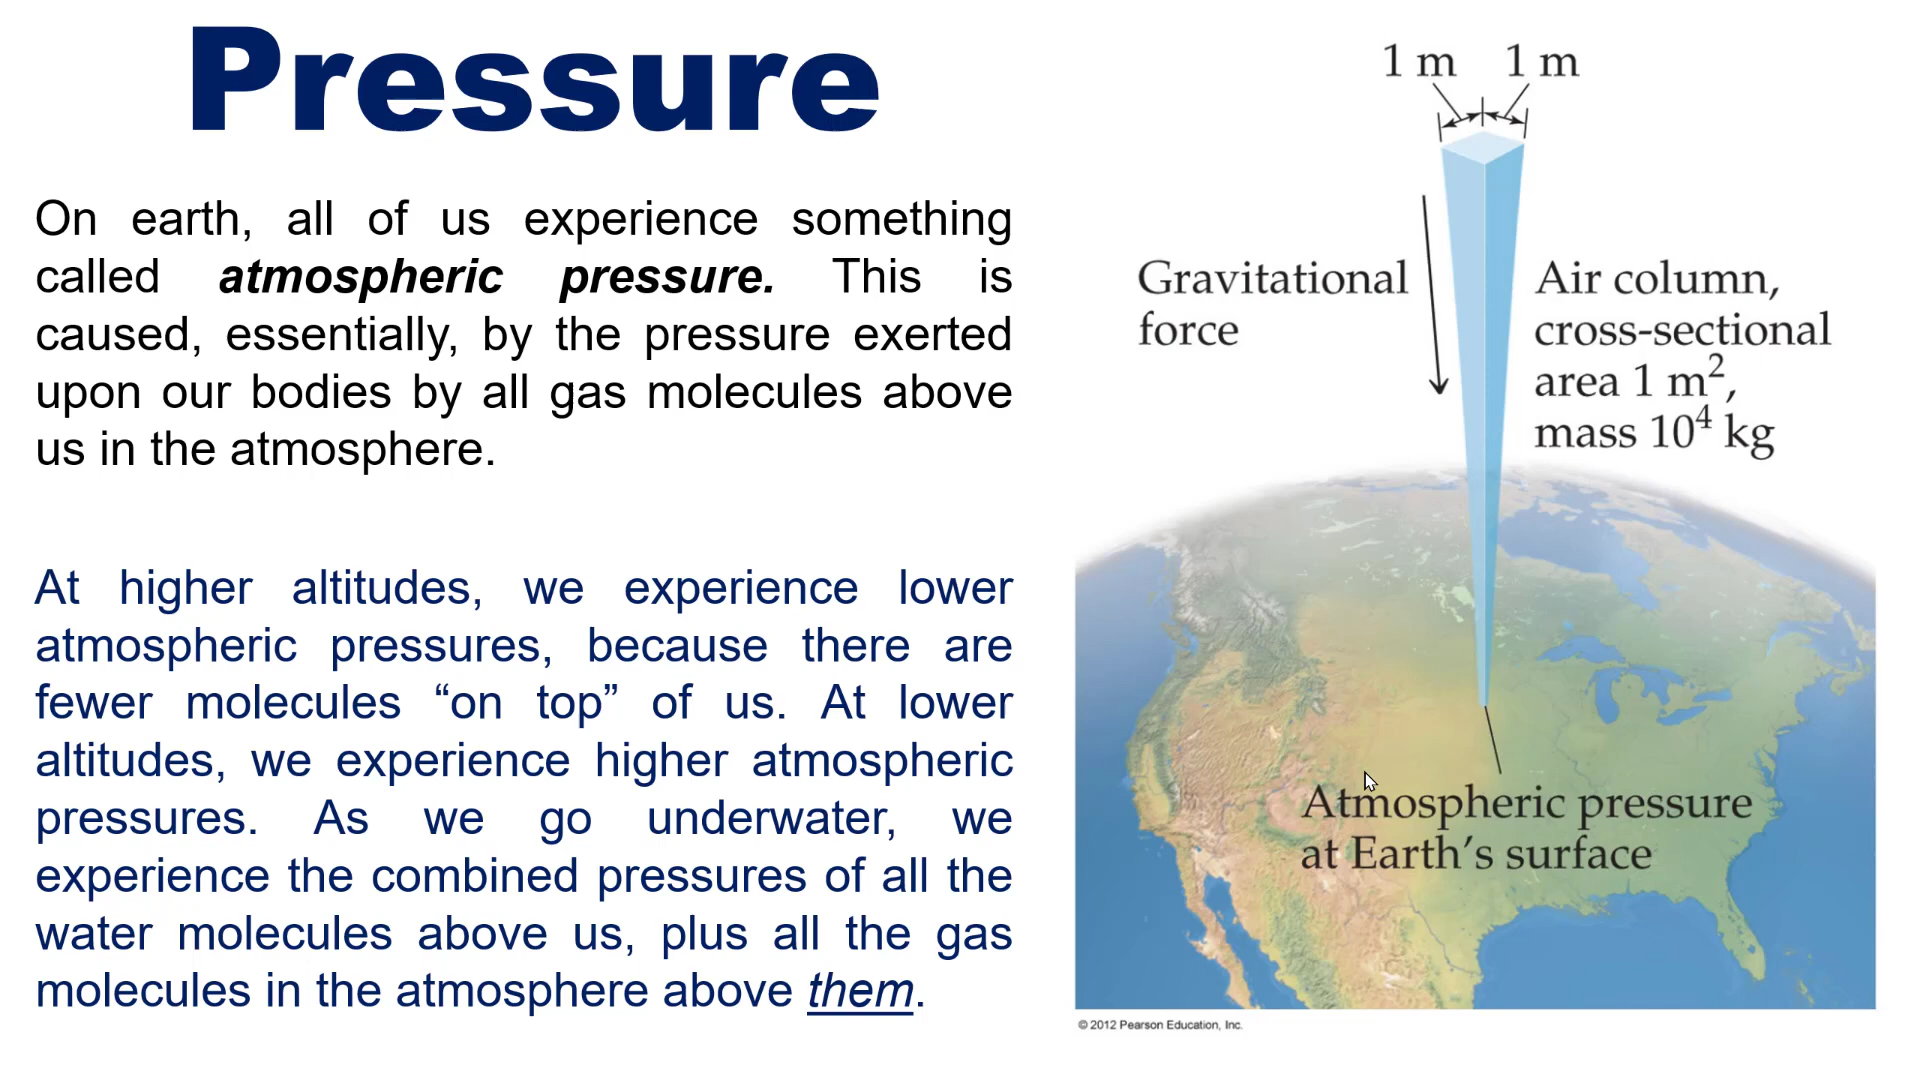 Pressure
On earth, all of us experience something
called atmospheric pressure. This is
caused, essentially, by the pressure exerted
upon our bodies by all gas molecules above
us in the atmosphere.
At higher altitudes, we experience lower
atmospheric pressures, because there are
fewer molecules “on top” of us. At lower
altitudes, we experience higher atmospheric
pressures. As we go underwater, we
experience the combined pressures of all the
water molecules above us, plus all the gas
molecules in the atmosphere above them.
1 m 1 m
Gravitational
force
Air column,
cross-sectional
area 1 m²,
mass 10⁴ kg
Atmospheric pressure
at Earth’s surface
© 2012 Pearson Education, Inc.